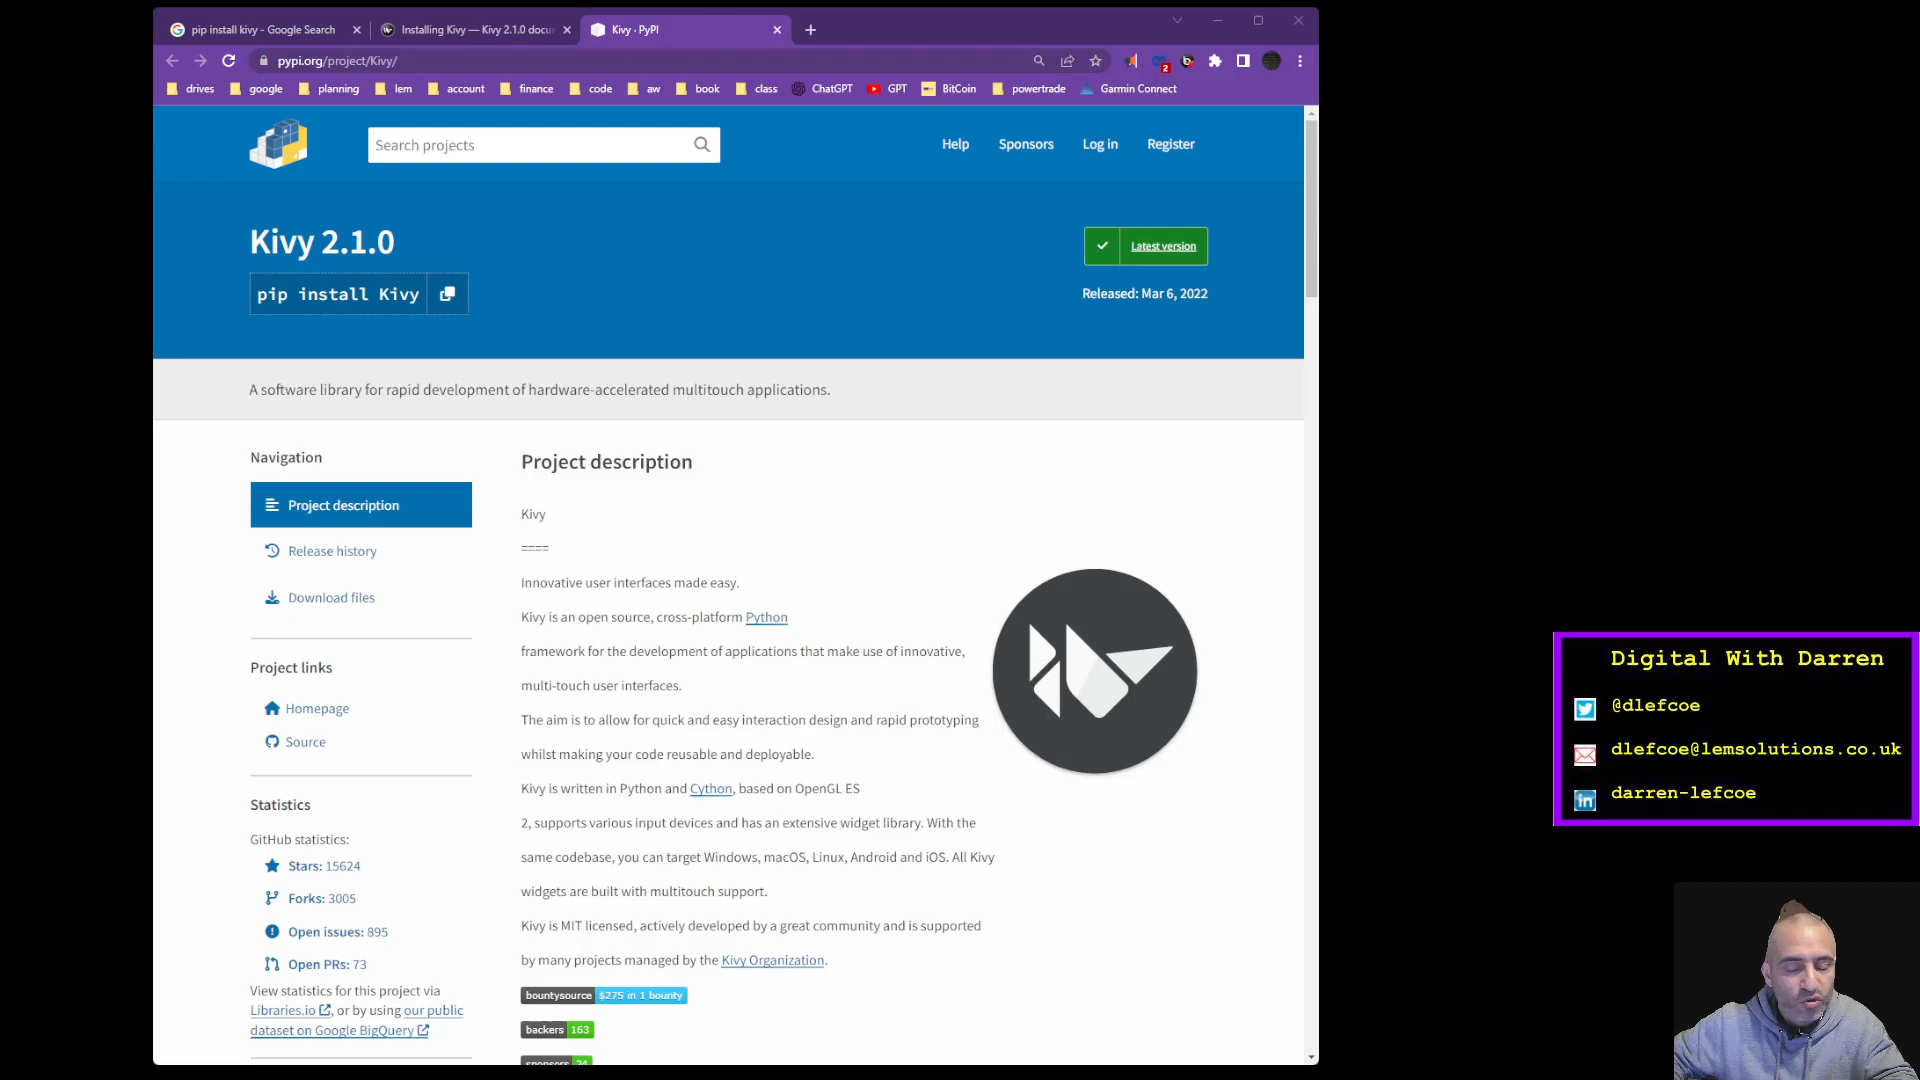 pip install kivy - Google Search
Installing Kivy — Kivy 2.1.0 docu
Kivy · PyPI
pypi.org/project/Kivy/
2
drives
google
planning
lem
account
finance
code
aw
book
class
ChatGPT
GPT
BitCoin
powertrade
Garmin Connect
Search projects
Help
Sponsors
Log in
Register
Kivy 2.1.0
pip install Kivy
Latest version
Released: Mar 6, 2022
A software library for rapid development of hardware-accelerated multitouch applications.
Navigation
Project description
Release history
Download files
Project links
Homepage
Source
Statistics
GitHub statistics:
Stars: 15624
Forks: 3005
Open issues: 895
Open PRs: 73
View statistics for this project via
Libraries.io, or by using our public
dataset on Google BigQuery
Project description
Kivy
====
Innovative user interfaces made easy.
Kivy is an open source, cross-platform Python
framework for the development of applications that make use of innovative,
multi-touch user interfaces.
The aim is to allow for quick and easy interaction design and rapid prototyping
whilst making your code reusable and deployable.
Kivy is written in Python and Cython, based on OpenGL ES
2, supports various input devices and has an extensive widget library. With the
same codebase, you can target Windows, macOS, Linux, Android and iOS. All Kivy
widgets are built with multitouch support.
Kivy is MIT licensed, actively developed by a great community and is supported
by many projects managed by the Kivy Organization.
bountysource $275 in 1 bounty
backers 163
sponsors 24
Digital With Darren
@dlefcoe
dlefcoe@lemsolutions.co.uk
in
darren-lefcoe